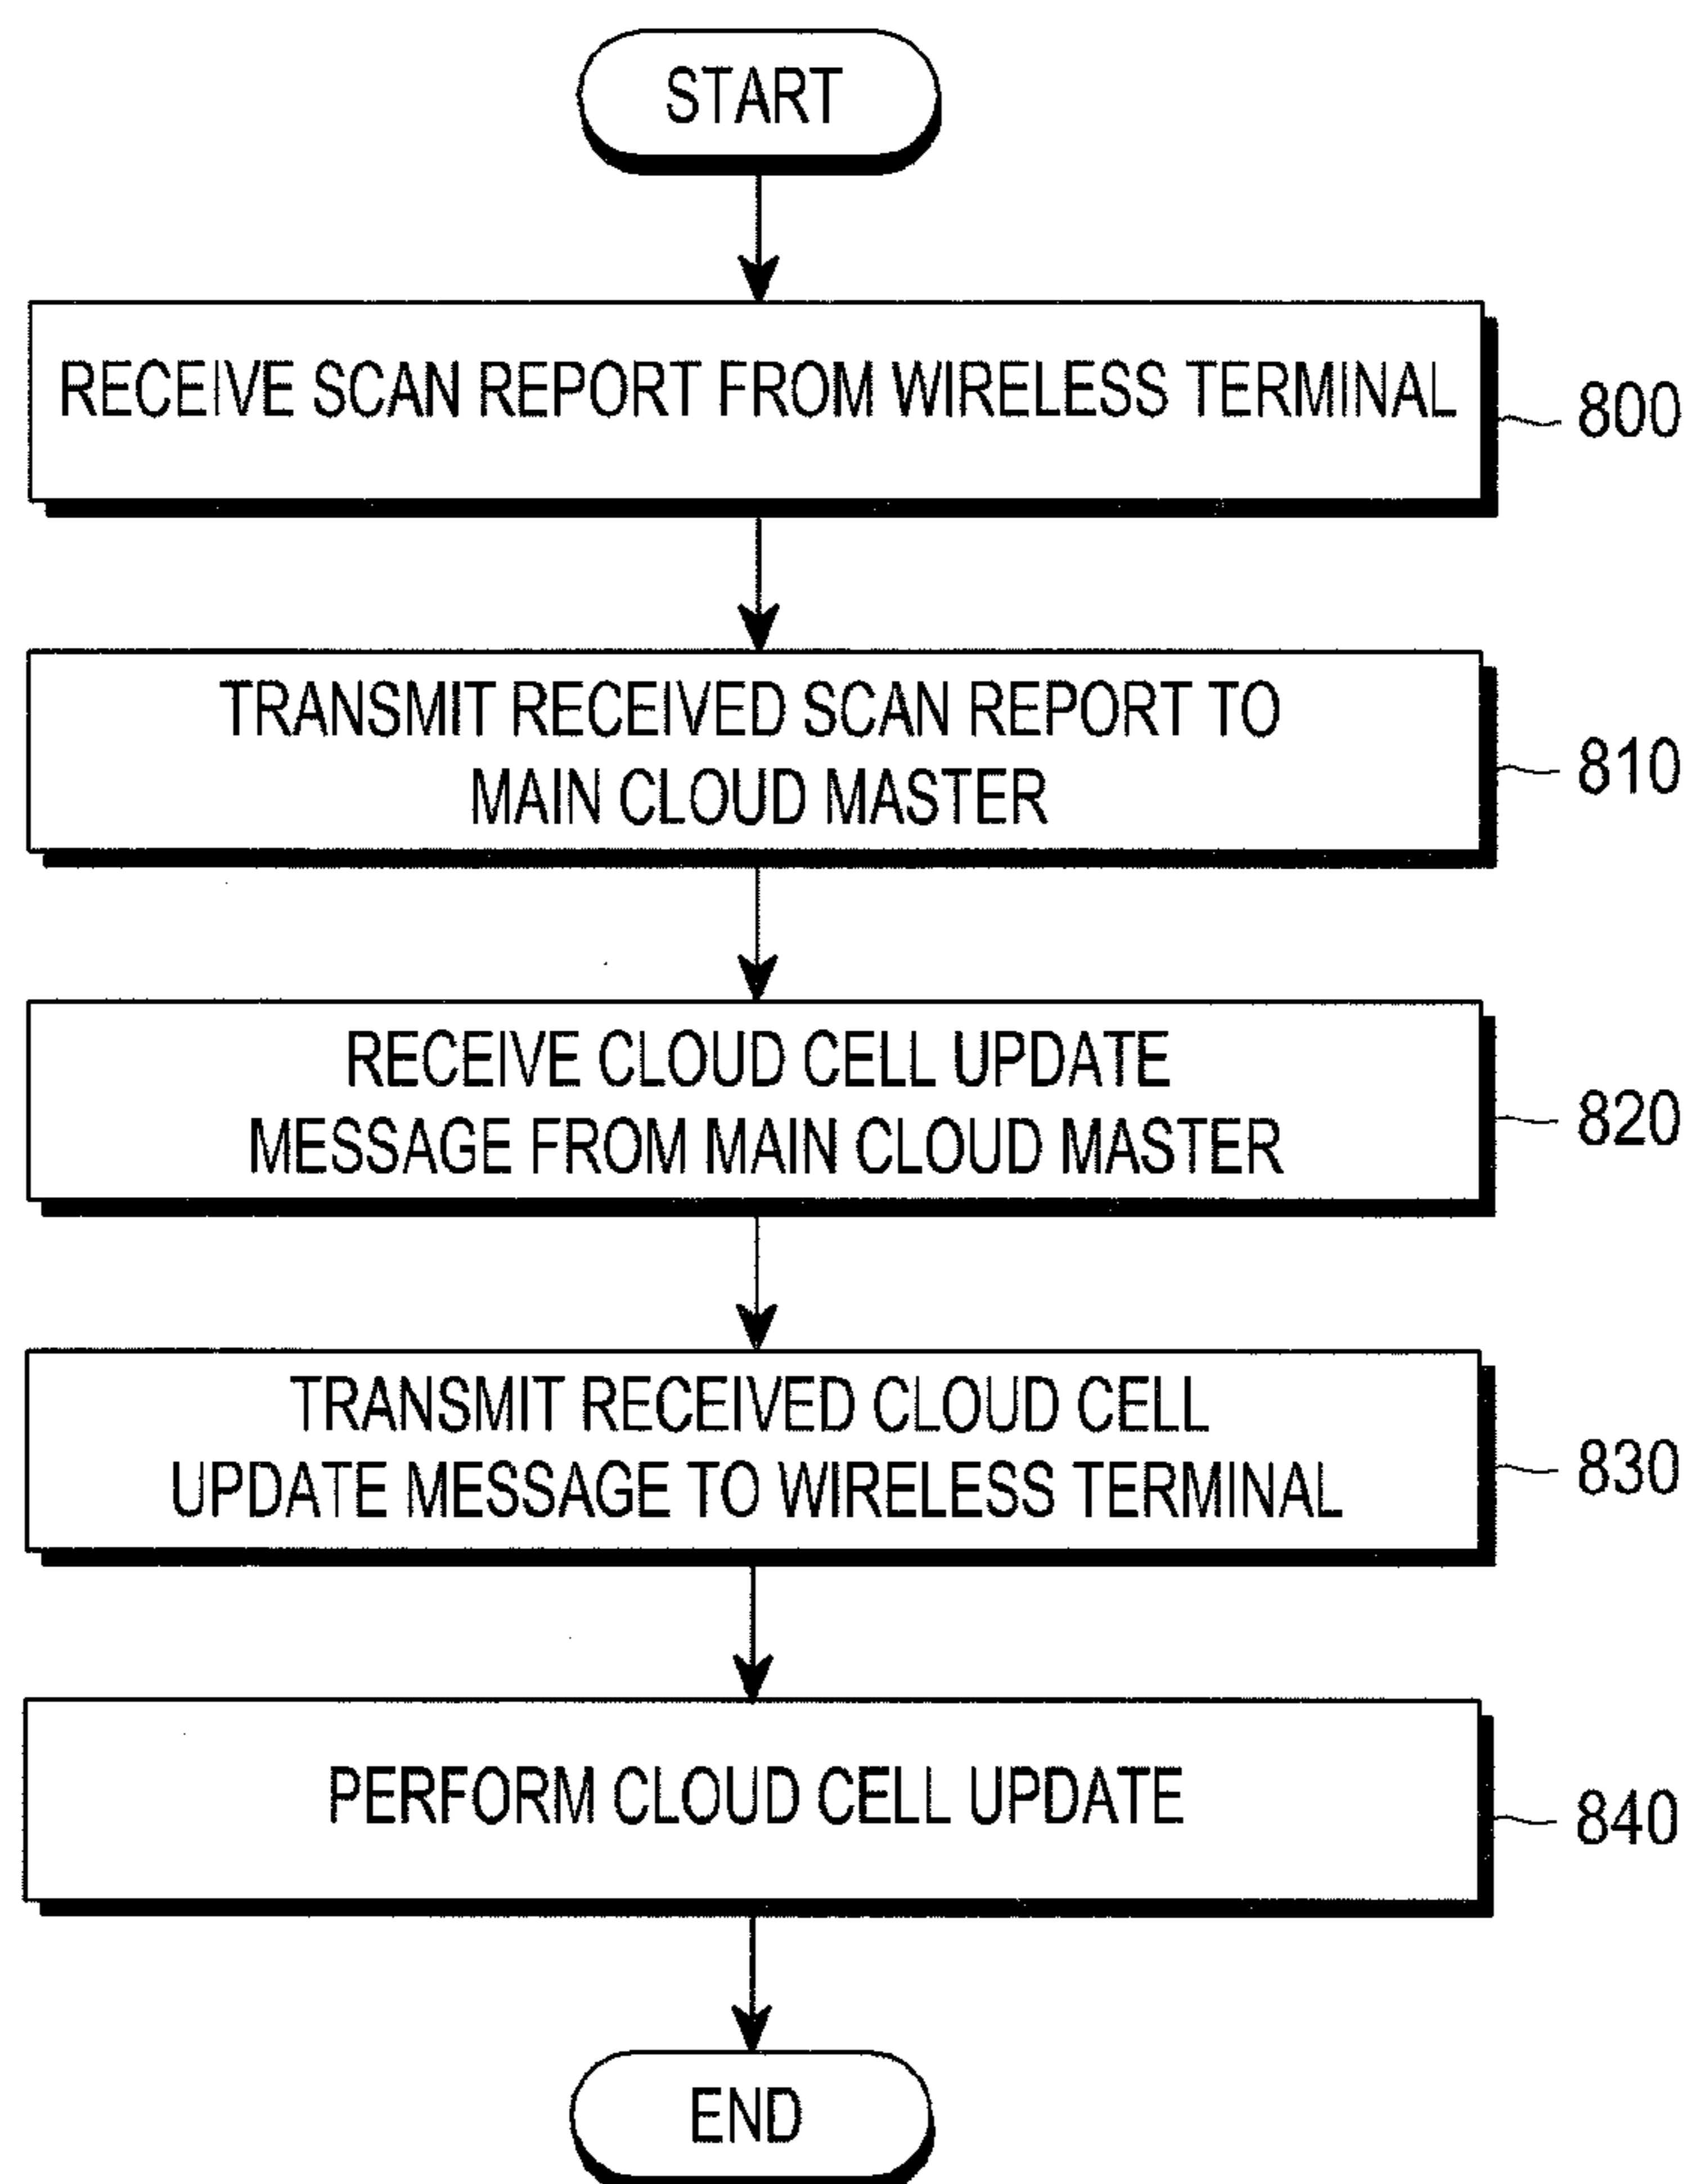 START
RECEIVE SCAN REPORT FROM WIRELESS TERMINAL
800
TRANSMIT RECEIVED SCAN REPORT TO
MAIN CLOUD MASTER
810
RECEIVE CLOUD CELL UPDATE
MESSAGE FROM MAIN CLOUD MASTER
820
TRANSMIT RECEIVED CLOUD CELL
UPDATE MESSAGE TO WIRELESS TERMINAL
830
PERFORM CLOUD CELL UPDATE
840
END